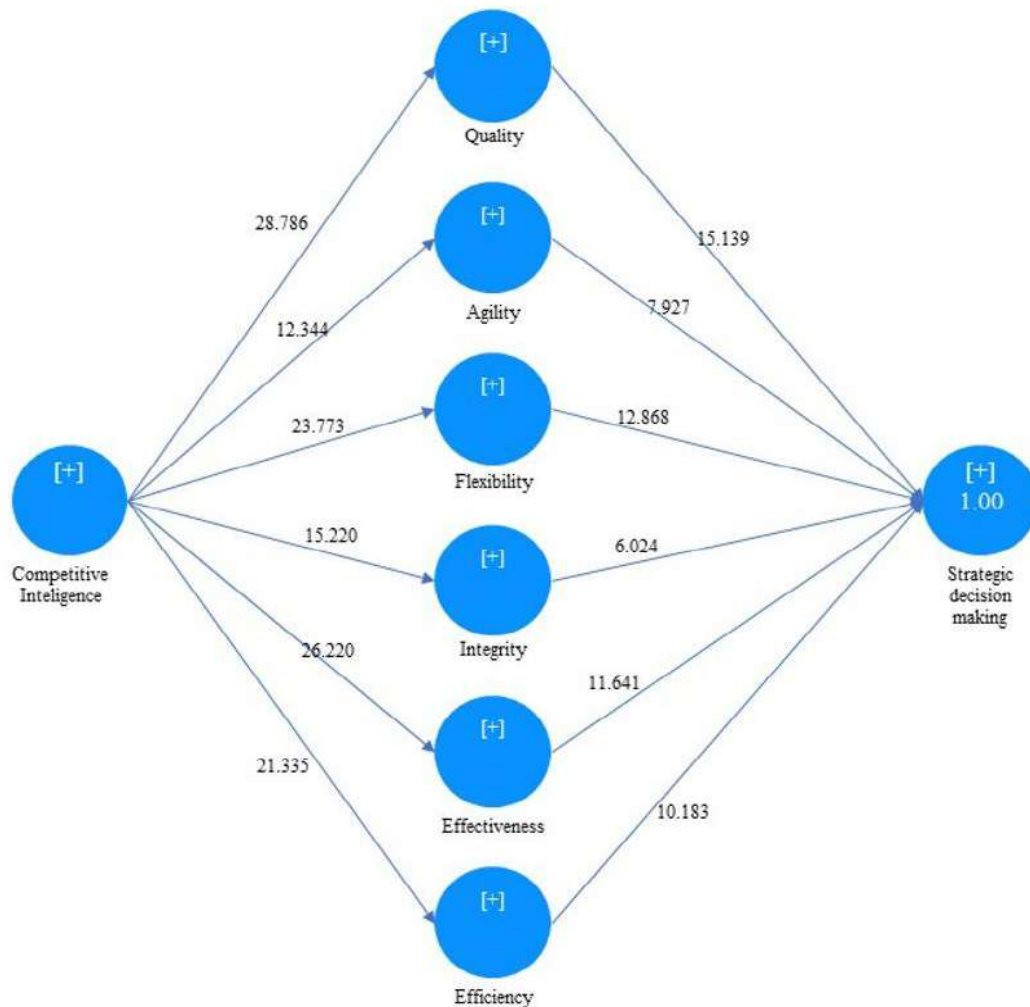 [+]
Quality
28.786
15.139
[+]
Agility
12.344
7.927
[+]
Flexibility
23.773
12.868
[+]
Competitive
Inteligence
[+]
1.00
Strategic
decision
making
15.220
6.024
[+]
Integrity
26.220
11.641
[+]
Effectiveness
21.335
10.183
[+]
Efficiency